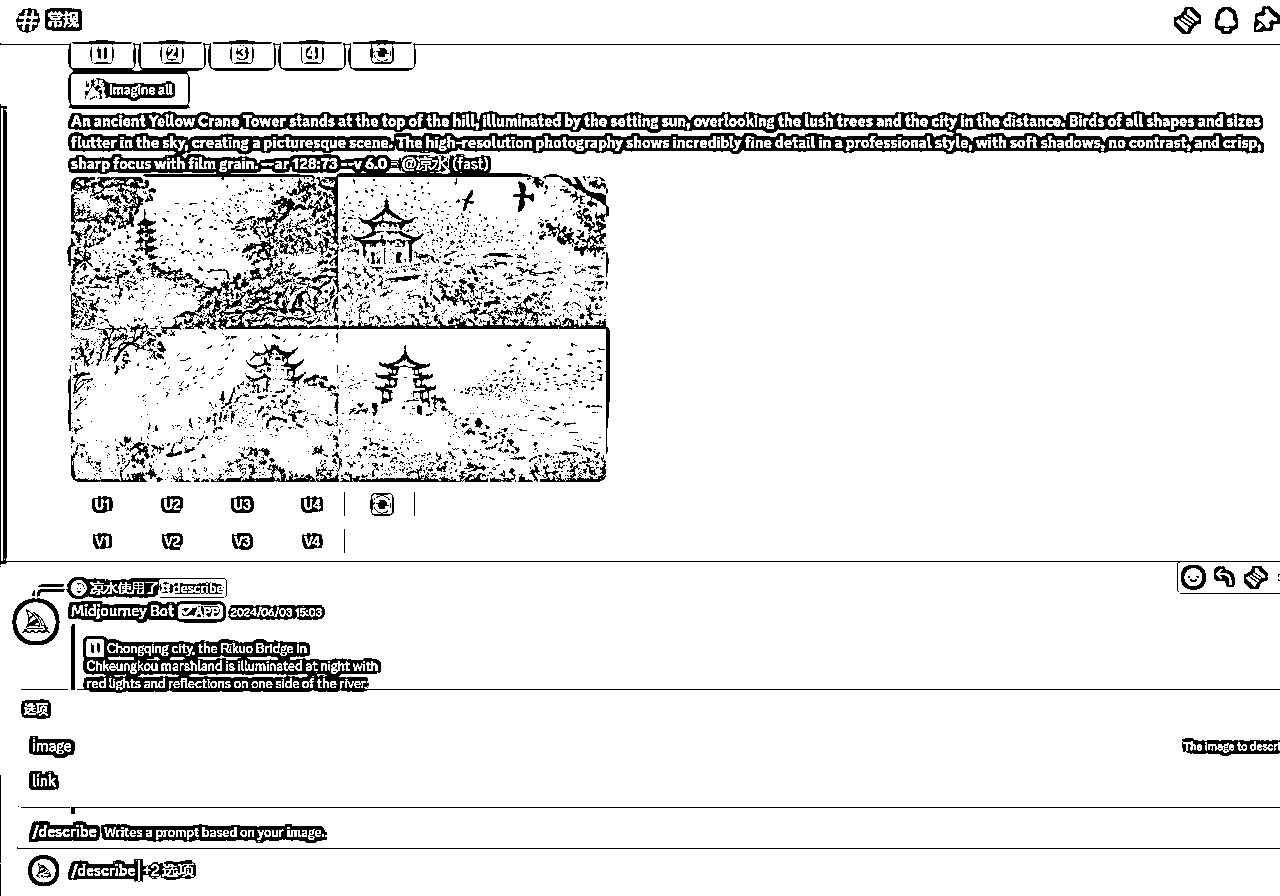 常规
1 2 3 4
Imagine all
An ancient Yellow Crane Tower stands at the top of the hill, illuminated by the setting sun, overlooking the lush trees and the city in the distance. Birds of all shapes and sizes
flutter in the sky, creating a picturesque scene. The high-resolution photography shows incredibly fine detail in a professional style, with soft shadows, no contrast, and crisp,
sharp focus with film grain. --ar 128:73 --v 6.0 - @凉水 (fast)
U1 U2 U3 U4
V1 V2 V3 V4
凉水使用了 describe
Midjourney Bot ✓APP 2024/06/03 15:03
1 Chongqing city, the Rikuo Bridge in
Chkeungkou marshland is illuminated at night with
red lights and reflections on one side of the river
选项
image The image to descri
link
/describe Writes a prompt based on your image.
/describe +2 选项